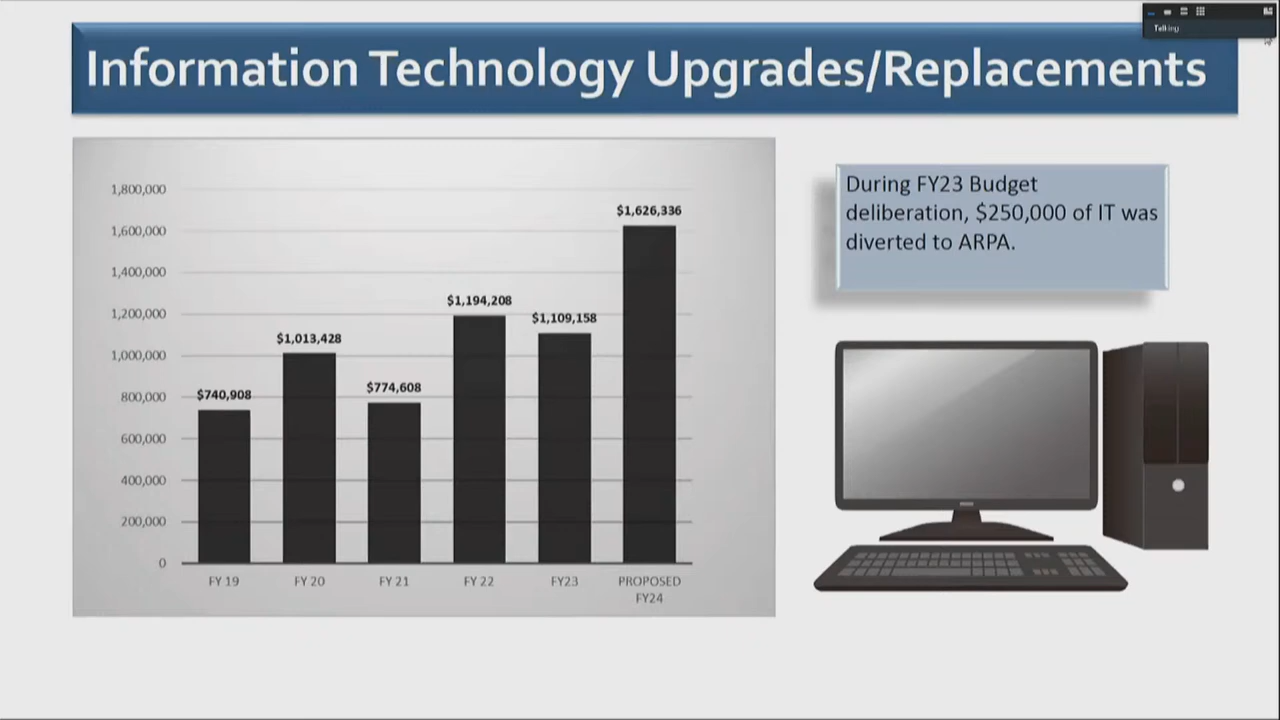 Talking
Information Technology Upgrades/Replacements
During FY23 Budget
deliberation, $250,000 of IT was
diverted to ARPA.
1,800,000
1,600,000
1,400,000
1,200,000
1,000,000
800,000
600,000
400,000
200,000
0
$740,908
$1,013,428
$774,608
$1,194,208
$1,109,158
$1,626,336
FY 19
FY 20
FY 21
FY 22
FY23
PROPOSED
FY24